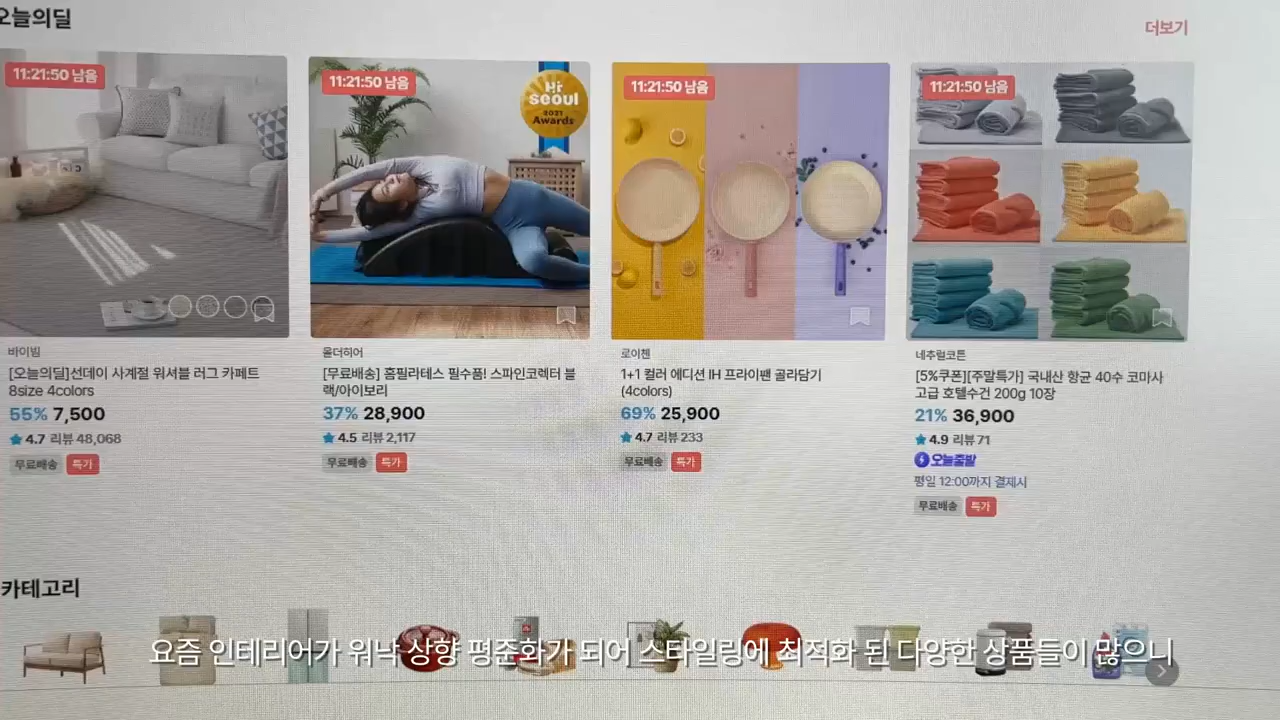 오늘의딜
더보기
11:21:50 남음
11:21:50 남음
11:21:50 남음
11:21:50 남음
Hi
seoul
2021
Awards
바이빔
[오늘의딜]선데이 사계절 워셔블 러그 카페트
8size 4colors
55% 7,500
4.7 리뷰 48,068
무료배송 특가
올더히어
[무료배송] 홈필라테스 필수품! 스파인코렉터 블
랙/아이보리
37% 28,900
4.5 리뷰 2,117
무료배송 특가
로이첸
1+1 컬러 에디션 IH 프라이팬 골라담기
(4colors)
69% 25,900
4.7 리뷰 233
무료배송 특가
네추럴코튼
[5%쿠폰][주말특가] 국내산 항균 40수 코마사
고급 호텔수건 200g 10장
21% 36,900
4.9 리뷰 71
오늘출발
평일 12:00까지 결제시
무료배송 특가
카테고리
요즘 인테리어가 워낙 상향 평준화가 되어 스타일링에 최적화 된 다양한 상품들이 많으니